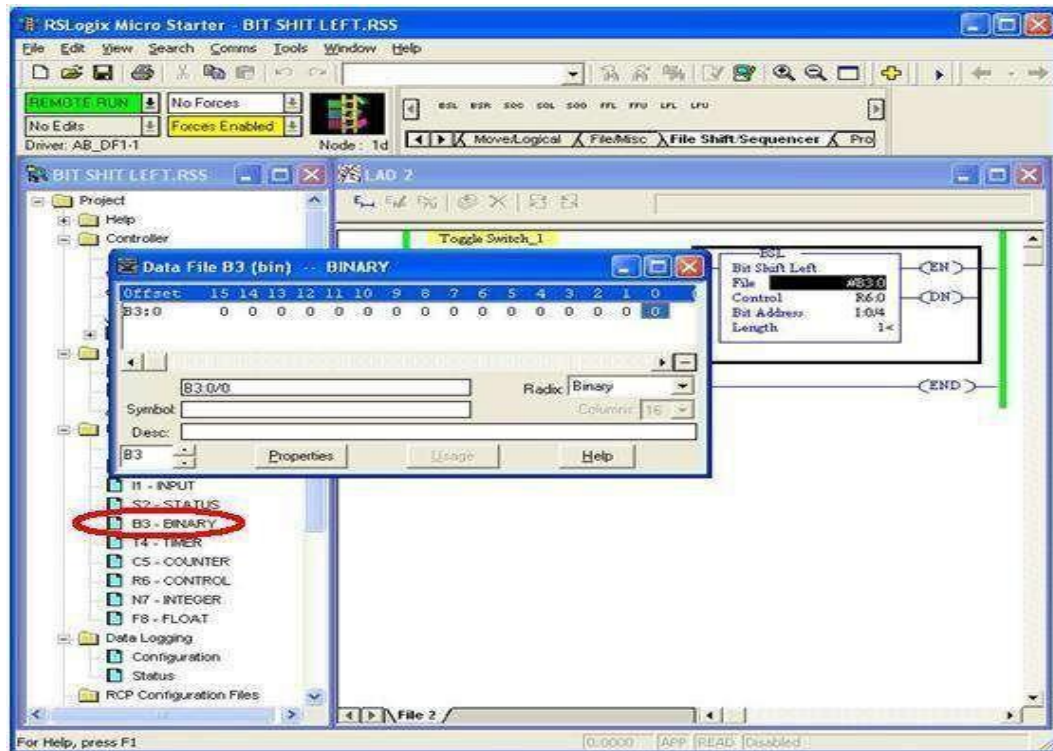 RSLogix Micro Starter - BIT SHIT LEFT.RSS
File Edit View Search Comms Tools Window Help
REMOTE RUN No Forces
No Edits Forces Enabled
Driver: AB_DF1-1 Node: 1d
BSL BSR SQC SQL SQO FFL FFU LFL LFU
Move/Logical File/Misc File Shift/Sequencer Pro
BIT SHIT LEFT.RSS
LAD 2
Project
Help
Controller
Toggle Switch_1
Data File B3 (bin) -- BINARY
Offset 15 14 13 12 11 10 9 8 7 6 5 4 3 2 1 0 (
B3:0 0 0 0 0 0 0 0 0 0 0 0 0 0 0 0 0
B3:0/0
Radix: Binary
Symbol:
Columns: 16
Desc:
B3
Properties Usage Help
BSL
Bit Shift Left
File #B3:0
Control R6:0
Bit Address I:0/4
Length 1<
EN
DN
END
I1 - INPUT
S2 - STATUS
B3 - BINARY
T4 - TIMER
C5 - COUNTER
R6 - CONTROL
N7 - INTEGER
F8 - FLOAT
Data Logging
Configuration
Status
RCP Configuration Files
File 2
For Help, press F1
0:0000 APP READ Disabled